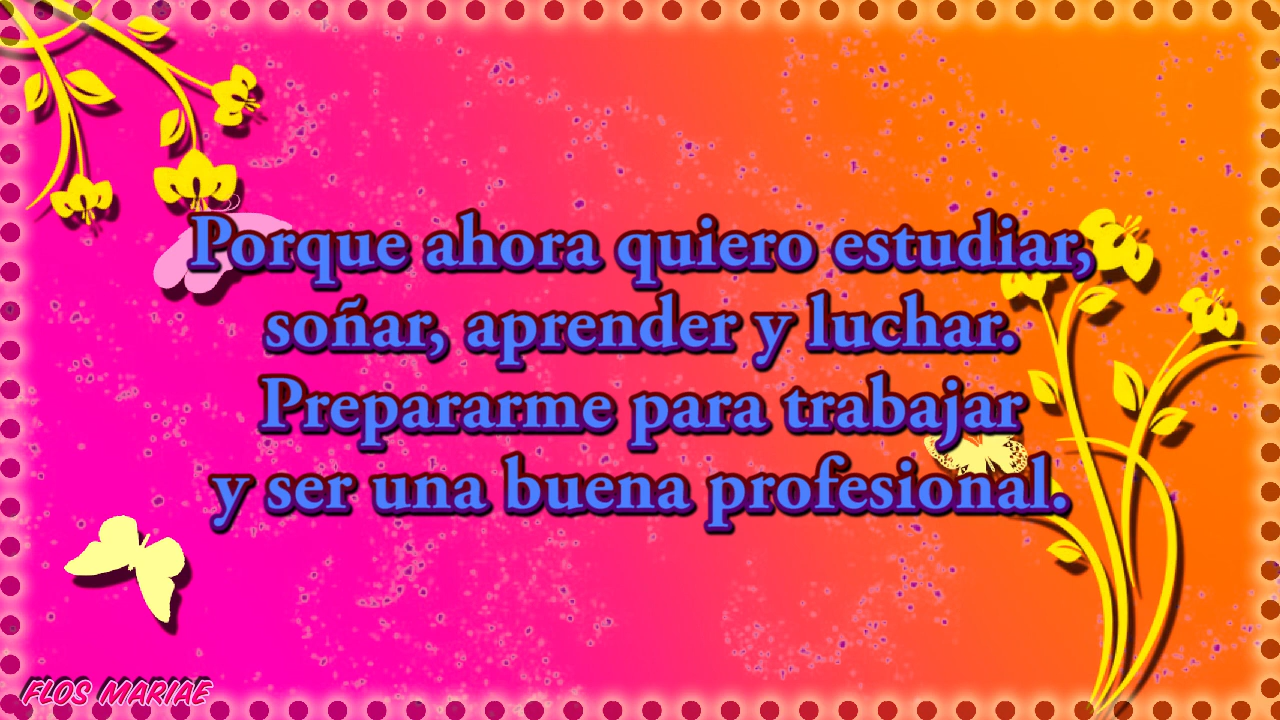 Porque ahora quiero estudiar,
soñar, aprender y luchar.
Prepararme para trabajar
y ser una buena profesional.
FLOS MARIAE